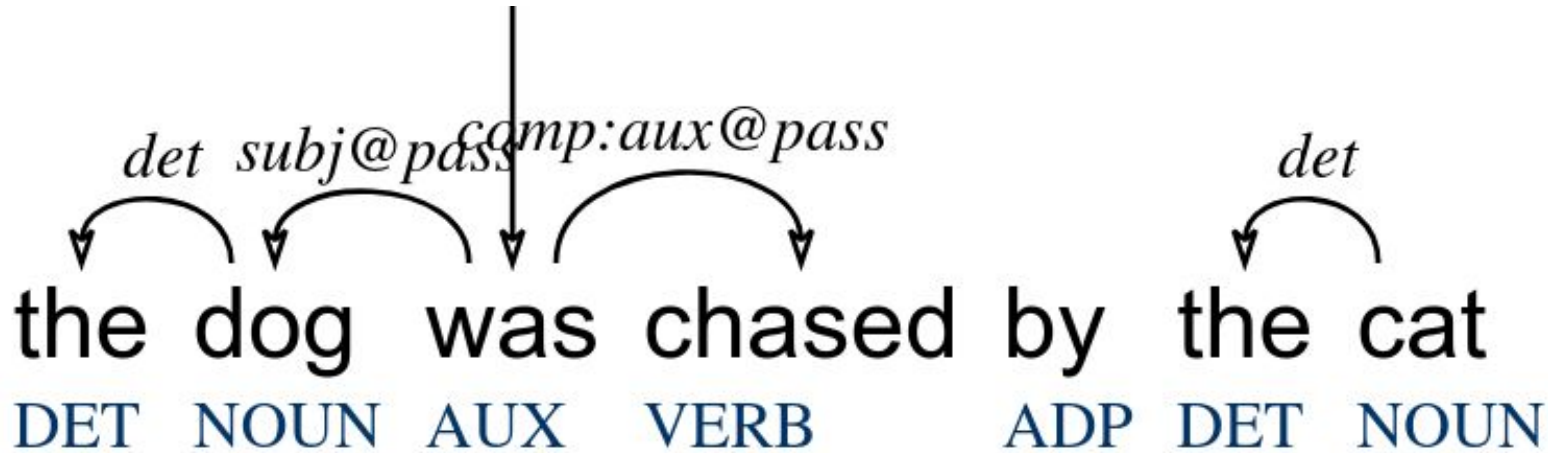 det subj@pass comp:aux@pass det
the dog was chased by the cat
DET NOUN AUX VERB ADP DET NOUN